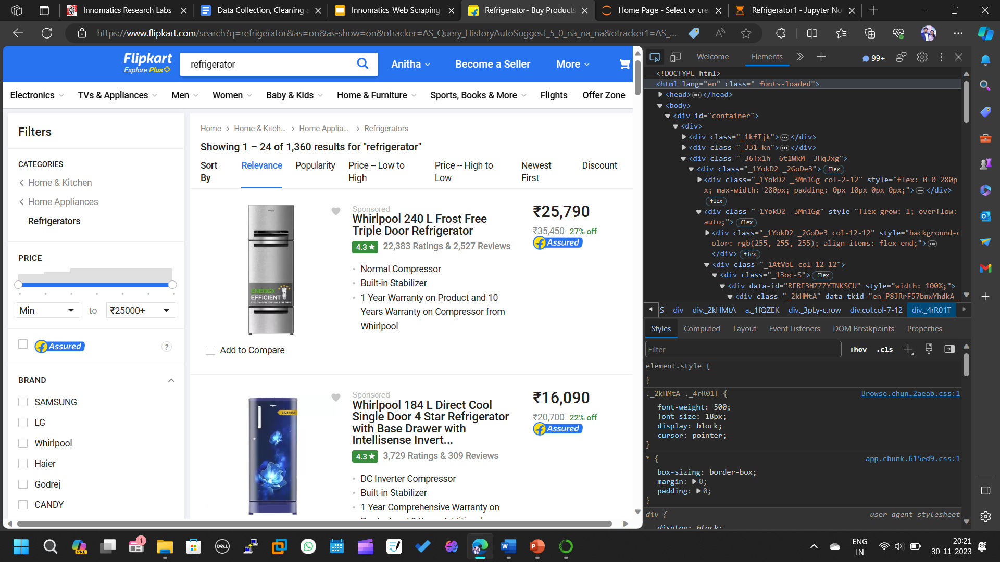 Innomatics Research Labs
Data Collection, Cleaning a
Innomatics_Web Scraping
Refrigerator- Buy Products
Home Page - Select or crea
Refrigerator1 - Jupyter No
https://www.flipkart.com/search?q=refrigerator&as=on&as-show=on&otracker=AS_Query_HistoryAutoSuggest_5_0_na_na_na&otracker1=AS_...
Flipkart
Explore Plus
refrigerator
Anitha
Become a Seller
More
Electronics
TVs & Appliances
Men
Women
Baby & Kids
Home & Furniture
Sports, Books & More
Flights
Offer Zone
Filters
CATEGORIES
Home & Kitchen
Home Appliances
Refrigerators
PRICE
Min
to
₹25000+
Assured
?
BRAND
SAMSUNG
LG
Whirlpool
Haier
Godrej
CANDY
Home
Home & Kitch...
Home Applia...
Refrigerators
Showing 1 – 24 of 1,360 results for "refrigerator"
Sort By
Relevance
Popularity
Price -- Low to High
Price -- High to Low
Newest First
Discount
ENERGY
EFFICIENT
Add to Compare
Sponsored
Whirlpool 240 L Frost Free
Triple Door Refrigerator
4.3
22,383 Ratings & 2,527 Reviews
Normal Compressor
Built-in Stabilizer
1 Year Warranty on Product and 10
Years Warranty on Compressor from
Whirlpool
₹25,790
₹35,450 27% off
Assured
Sponsored
Whirlpool 184 L Direct Cool
Single Door 4 Star Refrigerator
with Base Drawer with
Intellisense Invert...
4.3
3,729 Ratings & 309 Reviews
DC Inverter Compressor
Built-in Stabilizer
1 Year Comprehensive Warranty on
₹16,090
₹20,700 22% off
Assured
Welcome
Elements
99+
<!DOCTYPE html>
<html lang="en" class=" fonts-loaded">
<head>...</head>
<body>
<div id="container">
<div>
<div class="_1kfTjk">...</div>
<div class="_331-kn">...</div>
<div class="_36fx1h _6t1WkM _3HqJxg">
<div class="_1YokD2 _2GoDe3"> flex
<div class="_1YokD2 _3Mn1Gg col-2-12" style="flex: 0 0 280p
x; max-width: 280px; padding: 0px 10px 0px 0px;">...</div>
flex
<div class="_1YokD2 _3Mn1Gg" style="flex-grow: 1; overflow:
auto;"> flex
<div class="_1YokD2 _2GoDe3 col-12-12" style="background-c
olor: rgb(255, 255, 255); align-items: flex-end;">...
</div> flex
<div class="_1AtVbE col-12-12">
<div class="_13oc-S"> flex
<div data-id="RFRF3HZZZYTNKSCU" style="width: 100%;">
<div class="_2kHMtA" data-tkid="en_P8JRrF57bnwYhdkA_
-S
div
div._2kHMtA
a._1fQZEK
div._3pLy-c.row
div.col.col-7-12
div._4rR01T
Styles
Computed
Layout
Event Listeners
DOM Breakpoints
Properties
Filter
:hov
.cls
element.style {
}
._2kHMtA ._4rR01T {
Browse.chun…2aeab.css:1
font-weight: 500;
font-size: 18px;
display: block;
cursor: pointer;
}
* {
app.chunk.615ed9.css:1
box-sizing: border-box;
margin: 0;
padding: 0;
}
div {
user agent stylesheet
display: block;
1
PRE
DELL
ENG
IN
20:21
30-11-2023